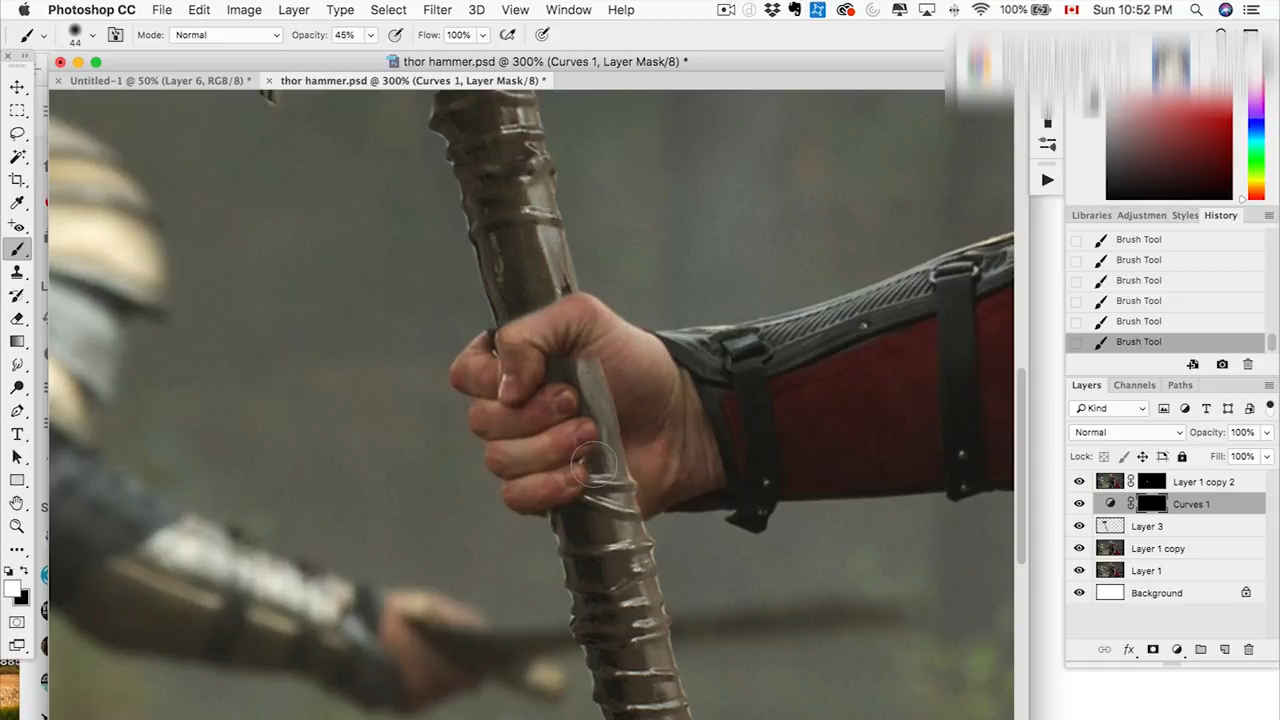 Photoshop CC File Edit Image Layer Type Select Filter 3D View Window Help 100% Sun 10:52 PM
44 Mode: Normal Opacity: 45% Flow: 100%
thor hammer.psd @ 300% (Curves 1, Layer Mask/8) *
Untitled-1 @ 50% (Layer 6, RGB/8) * thor hammer.psd @ 300% (Curves 1, Layer Mask/8) *
Libraries Adjustmen Styles History
Brush Tool
Brush Tool
Brush Tool
Brush Tool
Brush Tool
Brush Tool
Layers Channels Paths
Kind
Normal Opacity: 100%
Lock: Fill: 100%
Layer 1 copy 2
Curves 1
Layer 3
Layer 1 copy
Layer 1
Background
fx